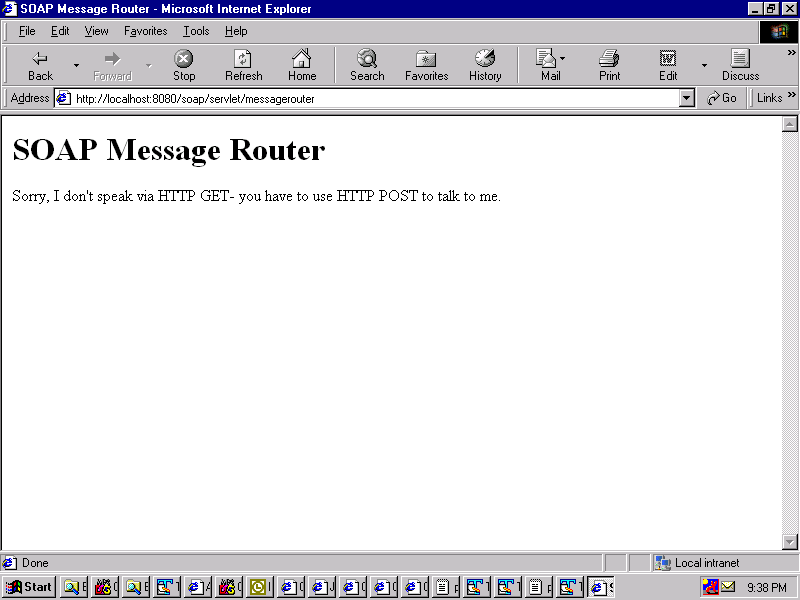 SOAP Message Router - Microsoft Internet Explorer
File Edit View Favorites Tools Help
Back Forward Stop Refresh Home Search Favorites History Mail Print Edit Discuss »
Address http://localhost:8080/soap/servlet/messagerouter Go Links »
SOAP Message Router
Sorry, I don't speak via HTTP GET- you have to use HTTP POST to talk to me.
Done Local intranet
Start 9:38 PM